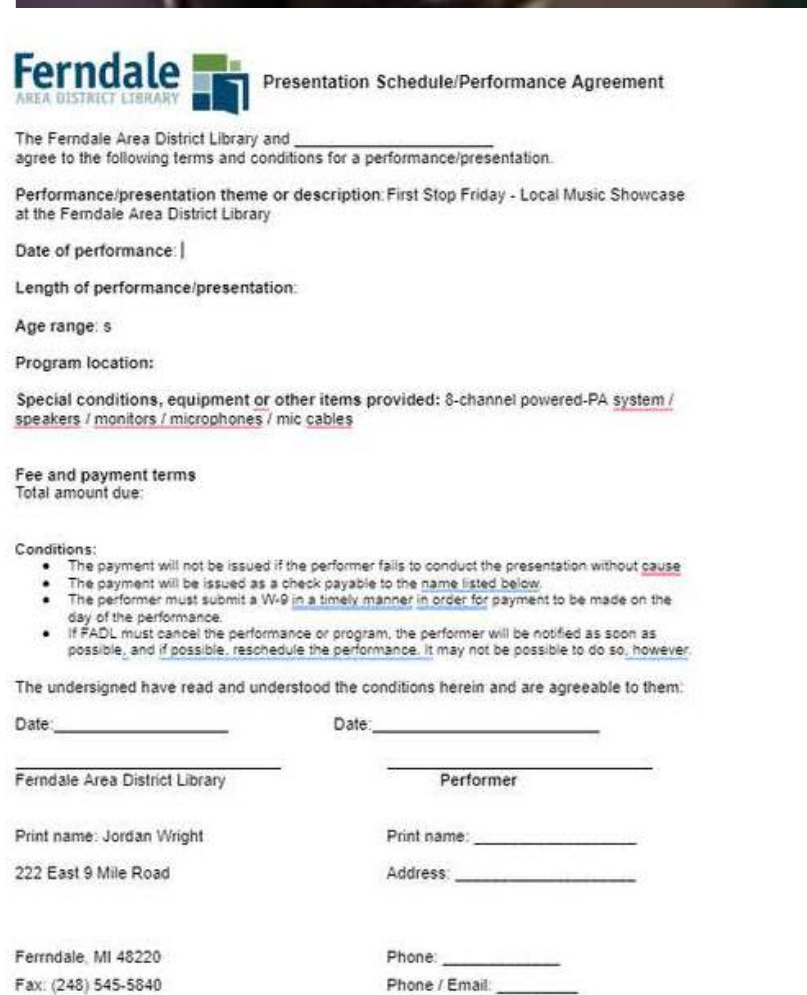 Ferndale
AREA DISTRICT LIBRARY
Presentation Schedule/Performance Agreement
The Ferndale Area District Library and ____________________
agree to the following terms and conditions for a performance/presentation.
Performance/presentation theme or description: First Stop Friday - Local Music Showcase
at the Ferndale Area District Library
Date of performance:
Length of performance/presentation:
Age range: s
Program location:
Special conditions, equipment or other items provided: 8-channel powered-PA system /
speakers / monitors / microphones / mic cables
Fee and payment terms
Total amount due:
Conditions:
• The payment will not be issued if the performer fails to conduct the presentation without cause
• The payment will be issued as a check payable to the name listed below.
• The performer must submit a W-9 in a timely manner in order for payment to be made on the
day of the performance.
• If FADL must cancel the performance or program, the performer will be notified as soon as
possible, and if possible, reschedule the performance. It may not be possible to do so, however.
The undersigned have read and understood the conditions herein and are agreeable to them:
Date:__________________ Date:__________________
Ferndale Area District Library Performer
Print name: Jordan Wright Print name: __________________
222 East 9 Mile Road Address: __________________
Ferrndale, MI 48220 Phone: ____________
Fax: (248) 545-5840 Phone / Email: ________